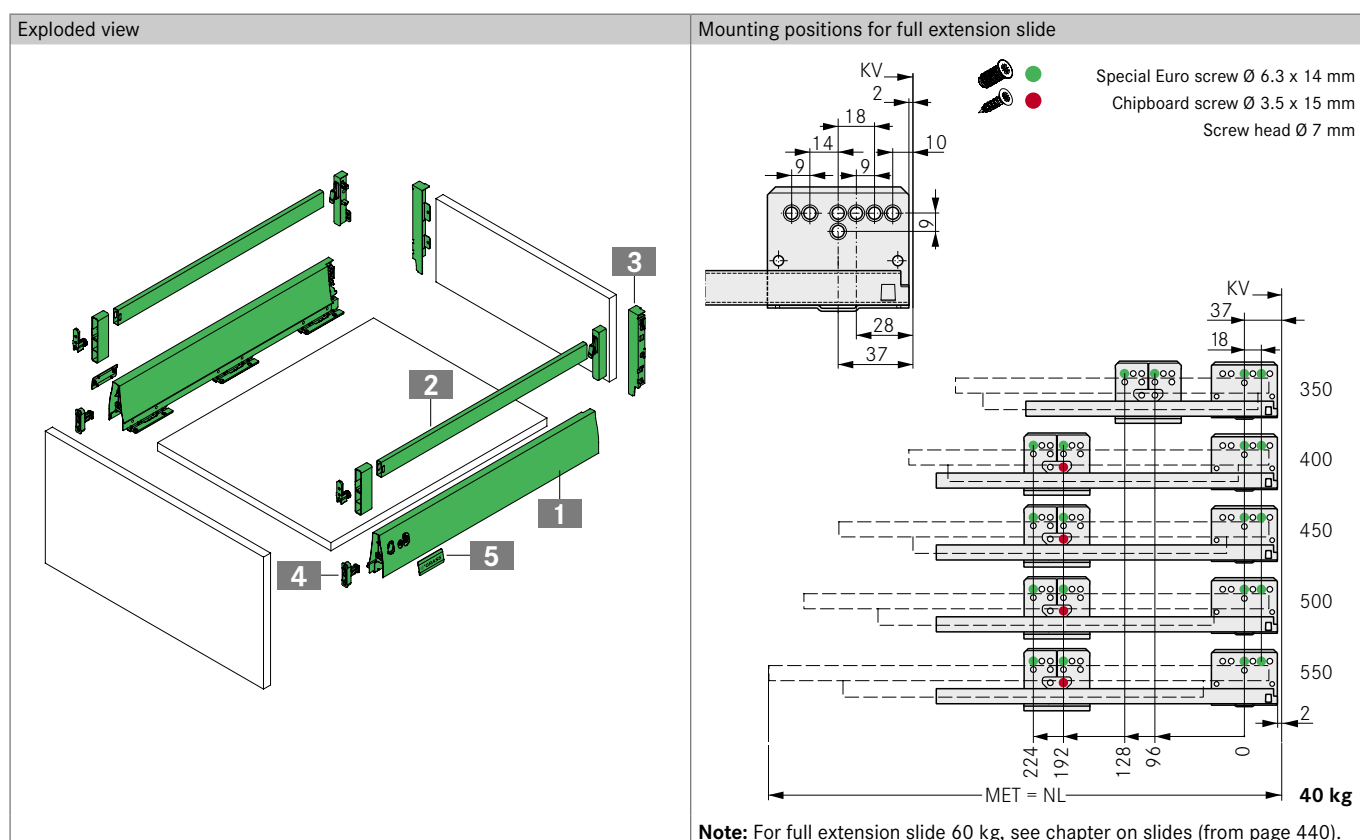 Exploded view
3
2
1
5
4
Mounting positions for full extension slide
KV
2
18
14
10
9
9
9
28
37
Special Euro screw Ø 6.3 x 14 mm
Chipboard screw Ø 3.5 x 15 mm
Screw head Ø 7 mm
KV
37
18
350
400
450
500
550
2
224
192
128
96
0
MET = NL
40 kg
Note: For full extension slide 60 kg, see chapter on slides (from page 440).